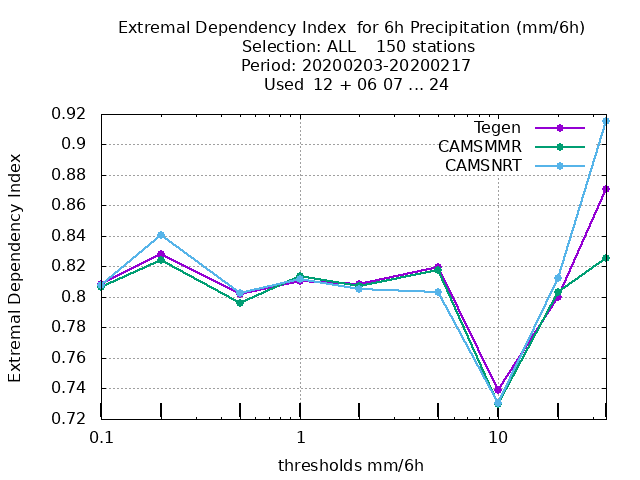 Extremal Dependency Index  for 6h Precipitation (mm/6h)
Selection: ALL    150 stations
Period: 20200203-20200217
Used  12 + 06 07 ... 24
Tegen
CAMSMMR
CAMSNRT
Extremal Dependency Index
0.92
0.9
0.88
0.86
0.84
0.82
0.8
0.78
0.76
0.74
0.72
0.1
1
10
thresholds mm/6h